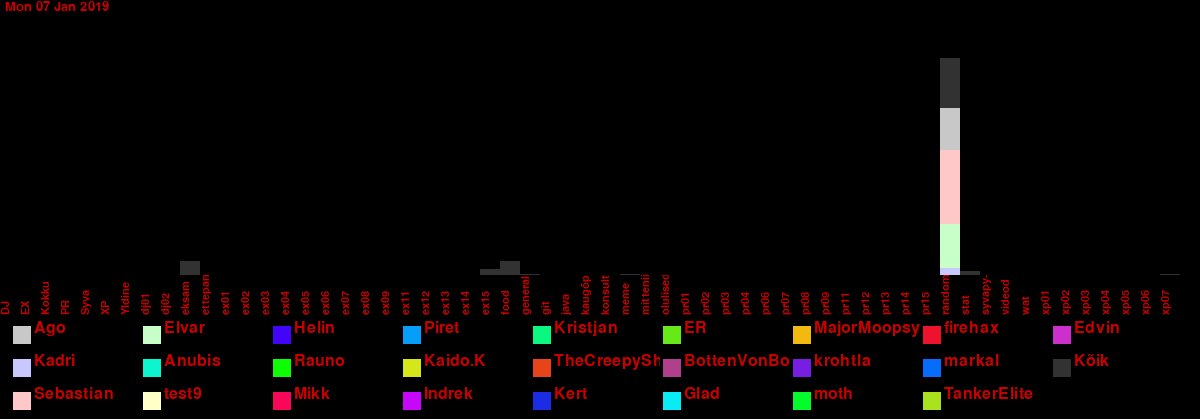 Mon 07 Jan 2019
DJ EX Kokku PR Syva XP Yldine dj01 dj02 eksam ettepan ex01 ex02 ex03 ex04 ex05 ex06 ex07 ex08 ex09 ex11 ex12 ex13 ex14 ex15 food general git java kaugõp konsult meme mittenii olulised pr01 pr02 pr03 pr04 pr06 pr07 pr08 pr09 pr11 pr12 pr13 pr14 pr15 random stat syvapy- videod wat xp01 xp02 xp03 xp04 xp05 xp06 xp07
Ago Elvar Helin Piret Kristjan ER MajorMoopsy firehax Edvin
Kadri Anubis Rauno Kaido.K TheCreepySh BottenVonBo krohtla markal Kõik
Sebastian test9 Mikk Indrek Kert Glad moth TankerElite